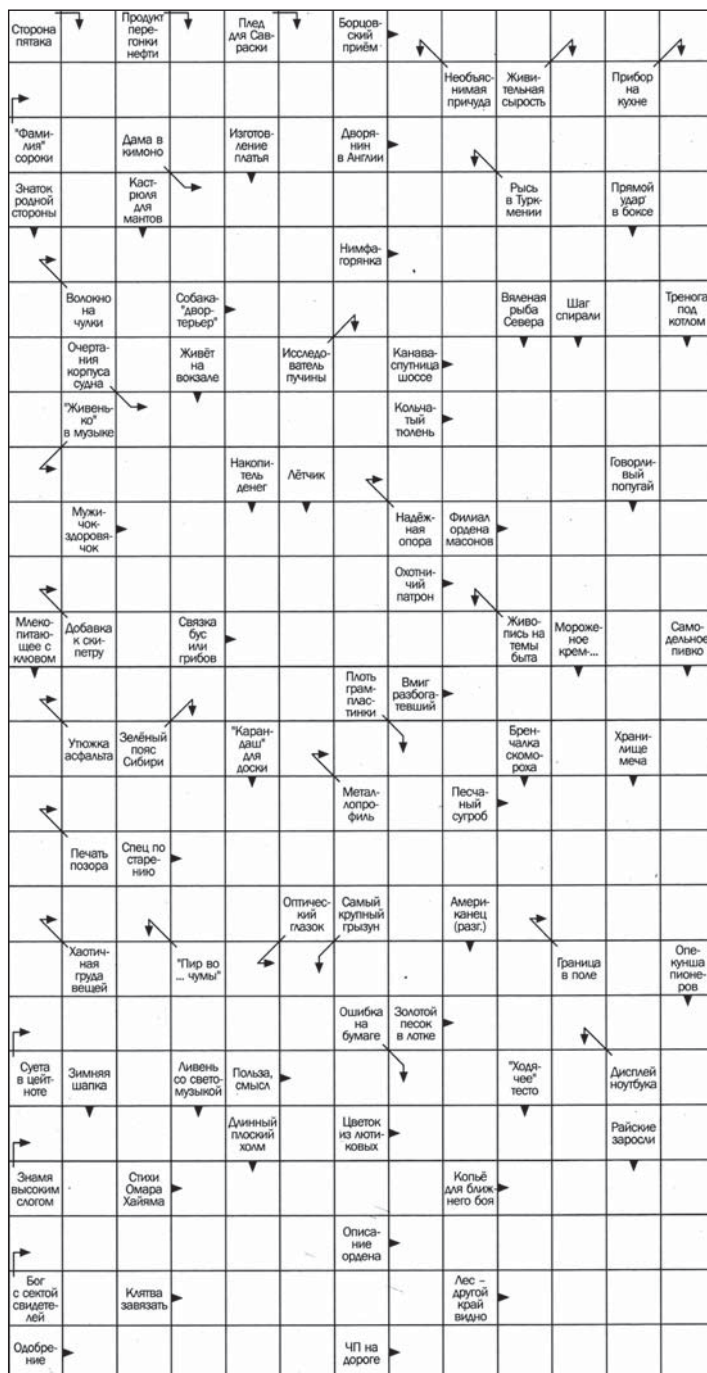 Сторона
пятака
Продукт
пере-
гонки
нефти
Плед
для Сав-
раски
Борцов-
ский
приём
Необъяс-
нимая
причуда
Живи-
тельная
сырость
Прибор
на
кухне
"Фами-
лия"
сороки
Дама в
кимоно
Изготов-
ление
платья
Дворя-
нин
в Англии
Знаток
родной
стороны
Каст-
рюля
для
мантов
Рысь
в Турк-
мении
Прямой
удар
в боксе
Нимфа-
горянка
Волокно
на
чулки
Собака-
"двор-
терьер"
Вяленая
рыба
Севера
Шаг
спирали
Тренога
под
котлом
Очерта-
ния
корпуса
судна
Живёт
на
вокзале
Исследо-
ватель
пучины
Канава-
спутница
шоссе
"Живень-
ко"
в музыке
Кольча-
тый
тюлень
Накопи-
тель
денег
Лётчик
Говорли-
вый
попугай
Мужи-
чок-
здоровя-
чок
Надёж-
ная
опора
Филиал
ордена
масонов
Охотни-
чий
патрон
Млеко-
питаю-
щее с
клювом
Добавка
к ски-
петру
Связка
бус
или
грибов
Живо-
пись на
темы
быта
Мороже-
ное
крем-...
Само-
дельное
пивко
Плоть
грам-
плас-
тинки
Вмиг
разбога-
тевший
Утюжка
асфальта
Зелёный
пояс
Сибири
"Каран-
даш"
для
доски
Брен-
чалка
скомо-
роха
Храни-
лище
меча
Метал-
лопро-
филь
Песча-
ный
сугроб
Печать
позора
Спец по
старе-
нию
Оптичес-
кий
глазок
Самый
крупный
грызун
Амери-
канец
(разг.)
Хаотич-
ная
груда
вещей
"Пир во
... чумы"
Граница
в поле
Опе-
кунша
пионе-
ров
Ошибка
на
бумаге
Золотой
песок
в лотке
Суета
в цейт-
ноте
Зимняя
шапка
Ливень
со свето-
музыкой
Польза,
смысл
"Ходя-
чее"
тесто
Дисплей
ноутбука
Длинный
плоский
холм
Цветок
из люти-
ковых
Райские
заросли
Знамя
высоким
слогом
Стихи
Омара
Хайяма
Копьё
для ближ-
него боя
Описа-
ние
ордена
Бог
с сектой
свидете-
лей
Клятва
завязать
Лес –
другой
край
видно
Одобре-
ние
ЧП на
дороге